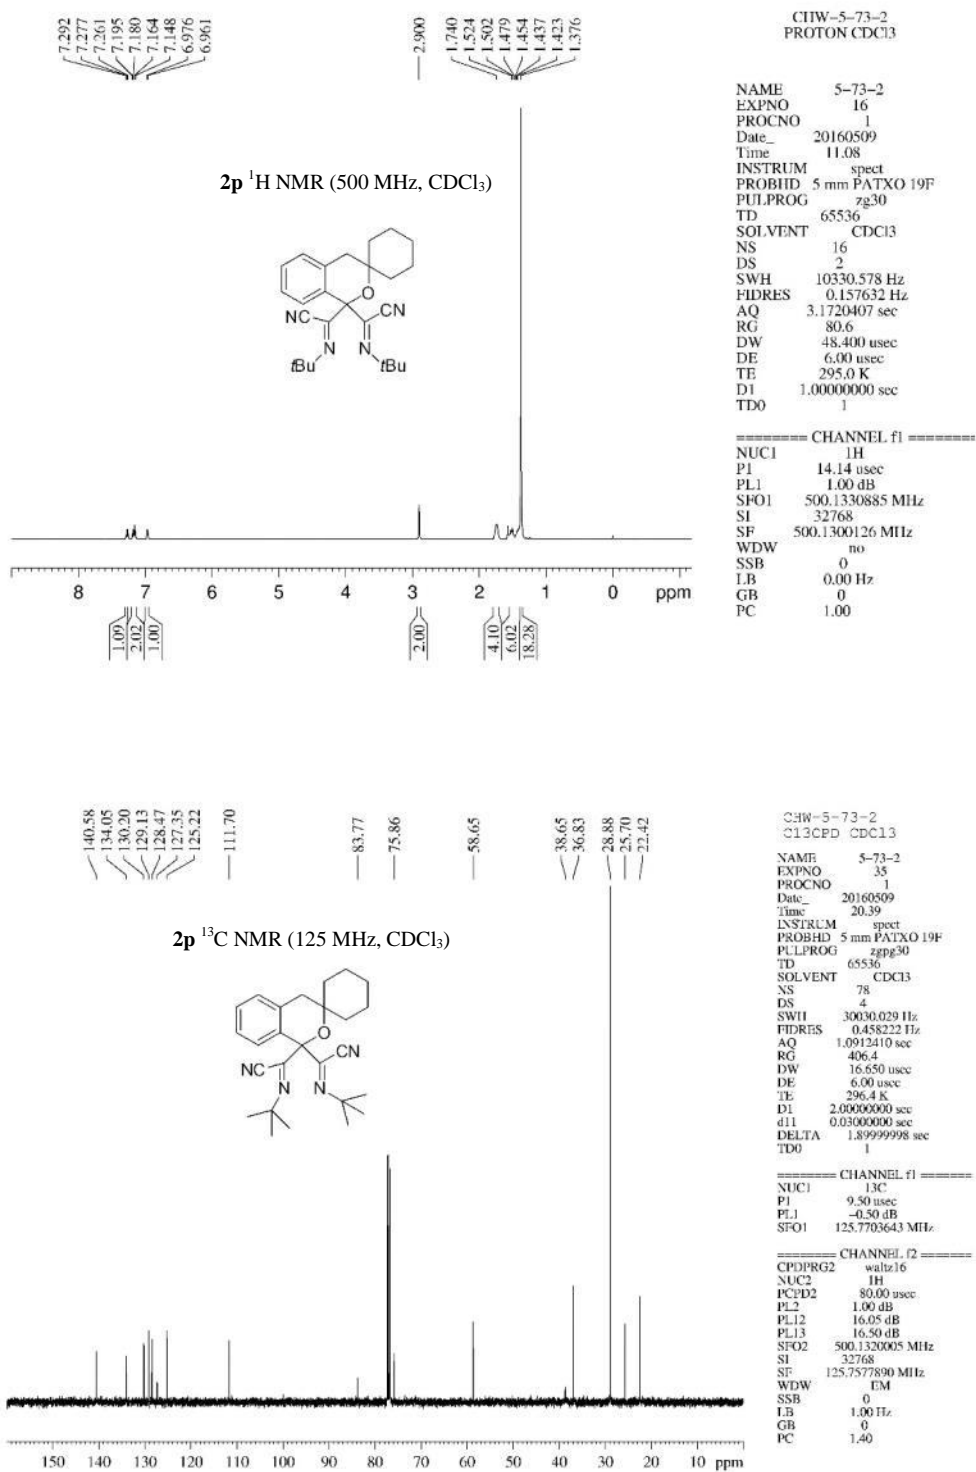 7.292
7.277
7.261
7.195
7.180
7.164
7.148
6.976
6.961
2.900
1.740
1.524
1.502
1.479
1.454
1.437
1.423
1.376
CHW-5-73-2
PROTON CDCl3
2p ¹H NMR (500 MHz, CDCl₃)
O
NC
CN
N
N
tBu
tBu
NAME 5-73-2
EXPNO 16
PROCNO 1
Date_ 20160509
Time 11.08
INSTRUM spect
PROBHD 5 mm PATXO 19F
PULPROG zg30
TD 65536
SOLVENT CDCl3
NS 16
DS 2
SWH 10330.578 Hz
FIDRES 0.157632 Hz
AQ 3.1720407 sec
RG 80.6
DW 48.400 usec
DE 6.00 usec
TE 295.0 K
D1 1.00000000 sec
TD0 1
======== CHANNEL f1 ========
NUC1 1H
P1 14.14 usec
PL1 1.00 dB
SFO1 500.1330885 MHz
SI 32768
SF 500.1300126 MHz
WDW no
SSB 0
LB 0.00 Hz
GB 0
PC 1.00
8 7 6 5 4 3 2 1 0 ppm
1.09
2.02
1.00
2.00
4.10
6.02
18.28
140.58
134.05
130.20
129.13
128.47
127.35
125.22
111.70
83.77
75.86
58.65
38.65
36.83
28.88
25.70
22.42
CHW-5-73-2
C13CPD CDCl3
2p ¹³C NMR (125 MHz, CDCl₃)
O
NC
CN
N
N
NAME 5-73-2
EXPNO 35
PROCNO 1
Date_ 20160509
Time 20.39
INSTRUM spect
PROBHD 5 mm PATXO 19F
PULPROG zgpg30
TD 65536
SOLVENT CDCl3
NS 78
DS 4
SWH 30030.029 Hz
FIDRES 0.458222 Hz
AQ 1.0912410 sec
RG 406.4
DW 16.650 usec
DE 6.00 usec
TE 296.4 K
D1 2.00000000 sec
d11 0.03000000 sec
DELTA 1.89999998 sec
TD0 1
======== CHANNEL f1 ========
NUC1 13C
P1 9.50 usec
PL1 -0.50 dB
SFO1 125.7703643 MHz
======== CHANNEL f2 ========
CPDPRG2 waltz16
NUC2 1H
PCPD2 80.00 usec
PL2 1.00 dB
PL12 16.05 dB
PL13 16.50 dB
SFO2 500.1320005 MHz
SI 32768
SF 125.7577890 MHz
WDW EM
SSB 0
LB 1.00 Hz
GB 0
PC 1.40
150 140 130 120 110 100 90 80 70 60 50 40 30 20 10 ppm